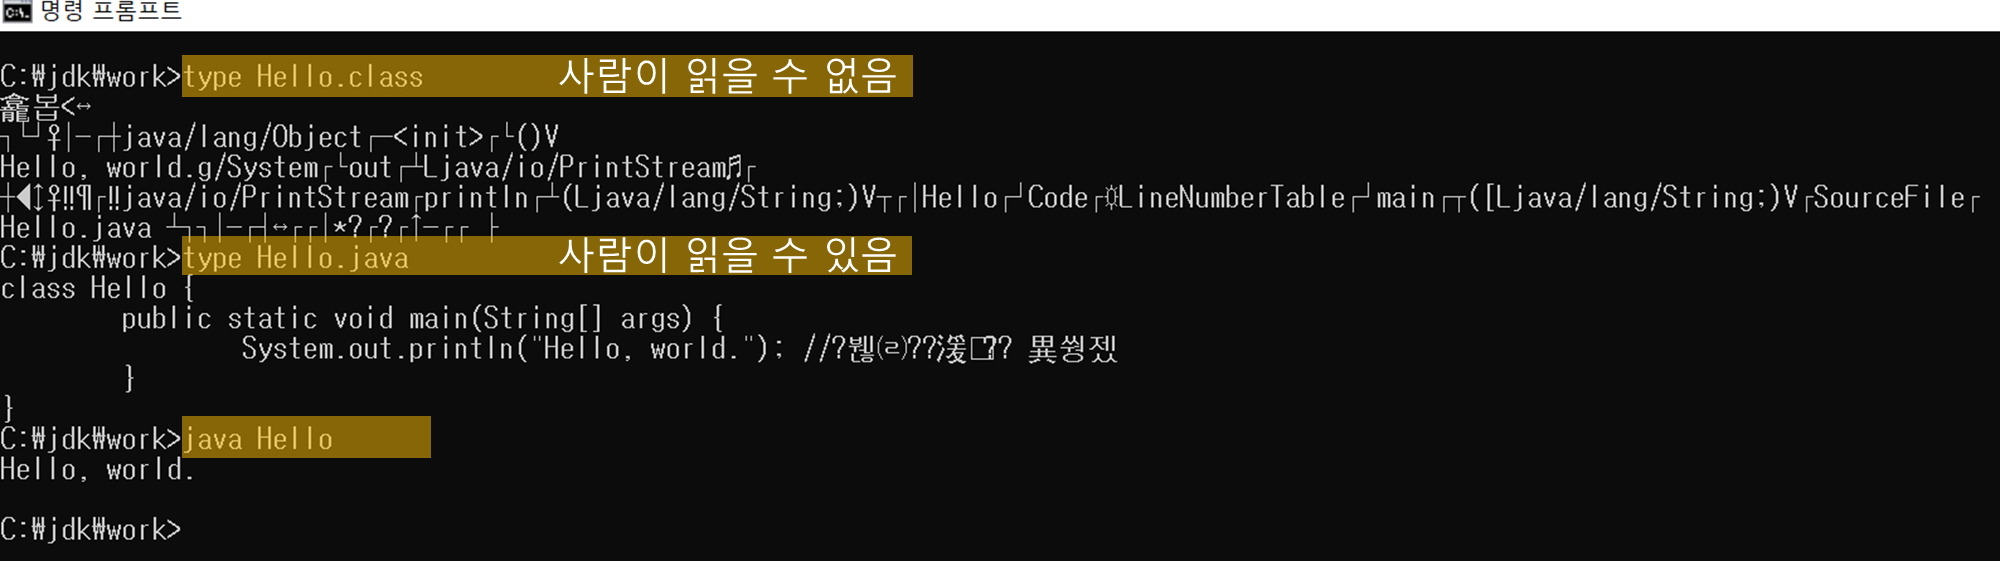 명령 프롬프트
C:\jdk\work>type Hello.class 사람이 읽을 수 없음
龕봅<↔
java/lang/Object <init> ()V
Hello, world.g/System out Ljava/io/PrintStream♬
java/io/PrintStream println (Ljava/lang/String;)V Hello Code LineNumberTable main ([Ljava/lang/String;)V SourceFile
Hello.java
C:\jdk\work>type Hello.java 사람이 읽을 수 있음
class Hello {
public static void main(String[] args) {
System.out.println("Hello, world."); //
}
}
C:\jdk\work>java Hello
Hello, world.
C:\jdk\work>